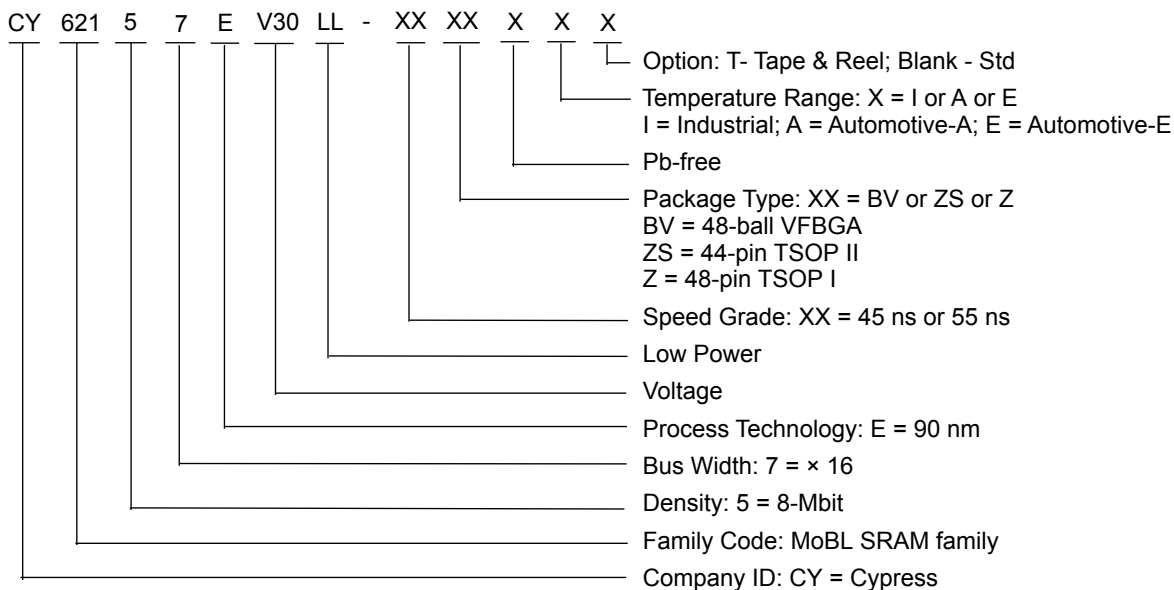 CY 621 5 7 E V30 LL - XX XX X X X
Option: T- Tape & Reel; Blank - Std
Temperature Range: X = I or A or E
I = Industrial; A = Automotive-A; E = Automotive-E
Pb-free
Package Type: XX = BV or ZS or Z
BV = 48-ball VFBGA
ZS = 44-pin TSOP II
Z = 48-pin TSOP I
Speed Grade: XX = 45 ns or 55 ns
Low Power
Voltage
Process Technology: E = 90 nm
Bus Width: 7 = × 16
Density: 5 = 8-Mbit
Family Code: MoBL SRAM family
Company ID: CY = Cypress